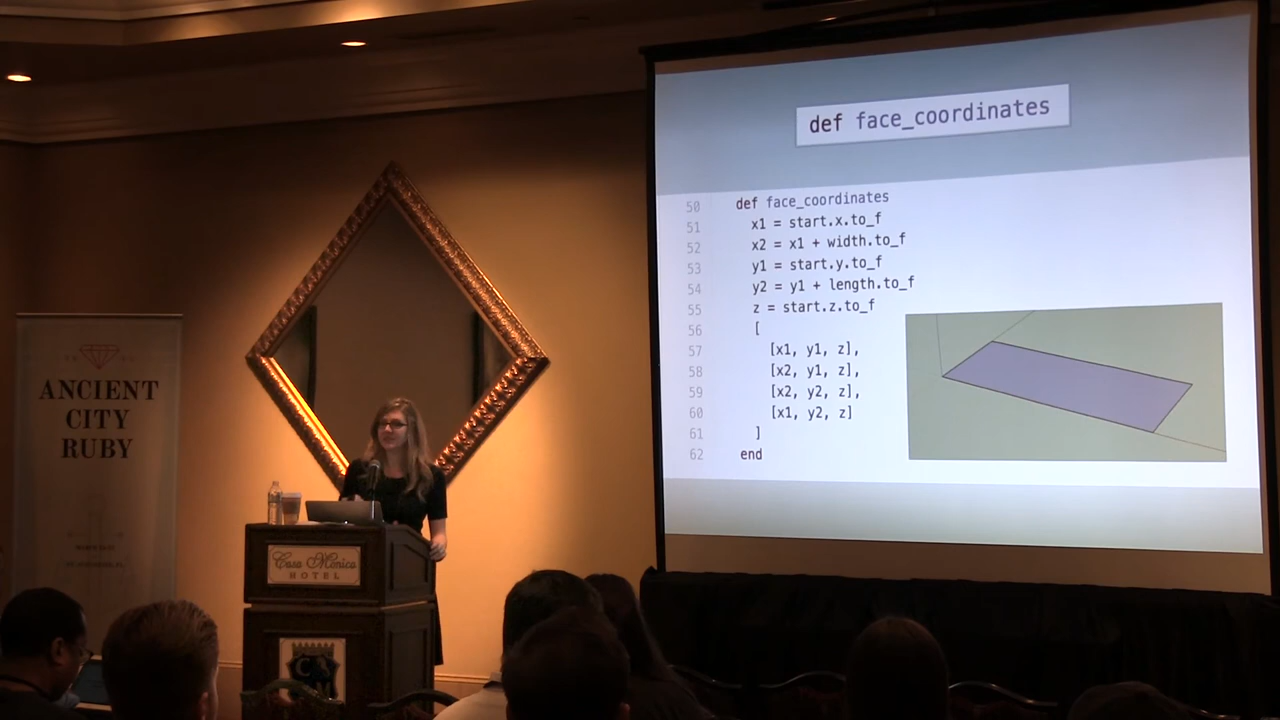 def face_coordinates
50 def face_coordinates
51 x1 = start.x.to_f
52 x2 = x1 + width.to_f
53 y1 = start.y.to_f
54 y2 = y1 + length.to_f
55 z = start.z.to_f
56 [
57 [x1, y1, z],
58 [x2, y1, z],
59 [x2, y2, z],
60 [x1, y2, z]
61 ]
62 end
ANCIENT
CITY
RUBY
Casa Monica
HOTEL